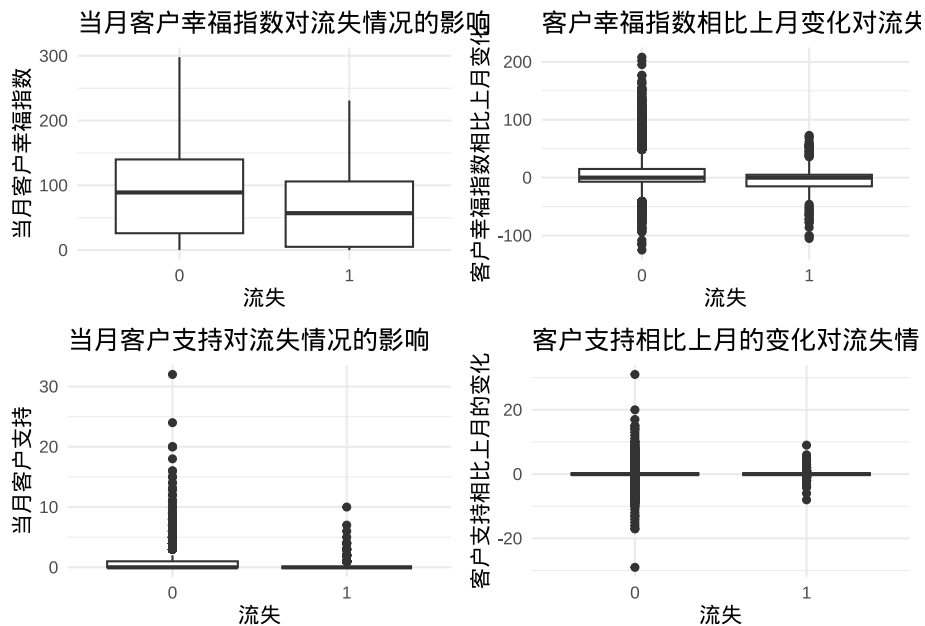 当月客户幸福指数对流失情况的影响
当月客户幸福指数
300
200
100
0
0
1
流失
客户幸福指数相比上月变化对流失
客户幸福指数相比上月变化
200
100
0
-100
0
1
流失
当月客户支持对流失情况的影响
当月客户支持
30
20
10
0
0
1
流失
客户支持相比上月的变化对流失情
客户支持相比上月的变化
20
0
-20
0
1
流失